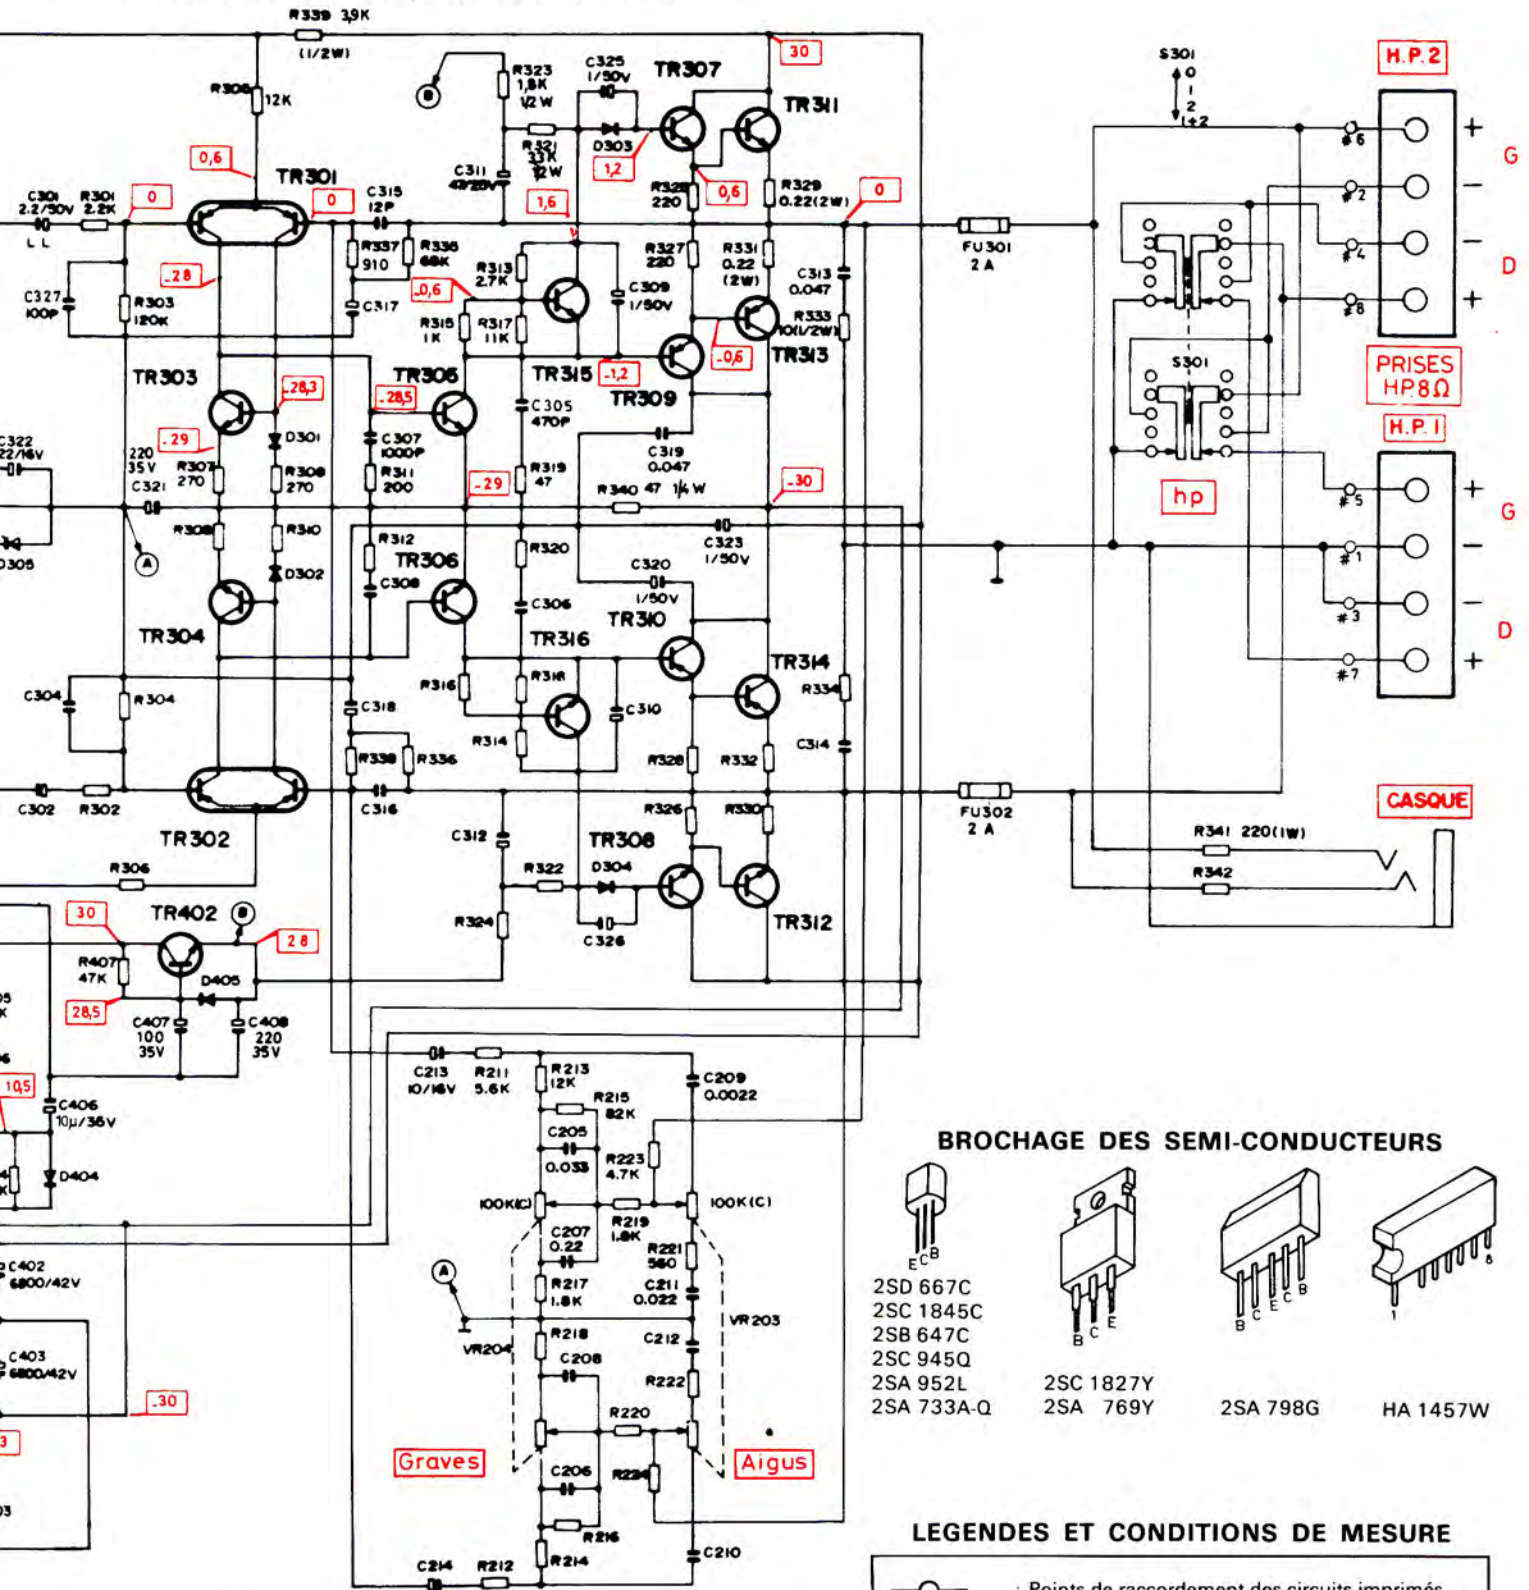 R339 3,9K
(1/2W)
30
R305
12K
B
R323
1,8K
1/2 W
C325
1/50V
TR307
TR311
S301
0
1
2
1+2
H.P. 2
0,6
TR301
C311
47/25V
R321
33K
1/2W
D303
1,2
R325
220
0,6
R329
0.22(2W)
0
#6
+
G
#2
−
C301
2.2/50V
L L
R301
2.2K
0
0
C315
12P
1,6
FU301
2 A
#4
−
D
#8
+
R337
910
R335
68K
R313
2.7K
R327
220
R331
0.22
(2W)
C313
0.047
-28
-0,6
C309
1/50V
C327
100P
R303
120K
C317
R315
1K
R317
11K
R333
10(1/2W)
-0,6
TR313
TR303
-28,3
TR305
-28,5
TR315
-1,2
TR309
S301
PRISES
HP.8Ω
H.P. 1
C305
470P
C322
22/16V
-29
D301
C307
1000P
220
35V
C321
R307
270
R309
270
R311
200
R319
47
C319
0.047
R340 47 1/4 W
-29
-30
hp
#5
+
G
#1
−
#3
−
D
#7
+
R308
R310
R312
R320
C323
1/50V
D305
A
D302
C308
TR306
C306
C320
1/50V
TR304
TR316
TR310
TR314
C304
R304
R316
R318
C310
R334
C318
R314
R338
R336
R328
R332
C314
C302
R302
C316
R326
R330
FU302
2 A
CASQUE
TR302
C312
TR308
R341 220(1W)
R306
R322
D304
R342
30
TR402
B
28
R324
C326
TR312
R407
47K
D405
28,5
C407
100
35V
C408
220
35V
10,5
C406
10μ/35V
C213
10/16V
R211
5.6K
R213
12K
R215
82K
C209
0.0022
C205
0.033
R223
4.7K
D404
100K(C)
100K(C)
C207
0.22
R219
1.8K
R221
560
C402
6800/42V
A
R217
1.8K
C211
0.022
VR204
VR203
R218
C212
C208
C403
6800/42V
R222
-30
R220
Graves
Aigus
C206
R224
R216
C214
R212
R214
C210
BROCHAGE DES SEMI-CONDUCTEURS
E C B
B C E
B C E C B
1
8
2SD 667C
2SC 1845C
2SB 647C
2SC 945Q
2SA 952L
2SA 733A-Q
2SC 1827Y
2SA 769Y
2SA 798G
HA 1457W
LEGENDES ET CONDITIONS DE MESURE
: Points de raccordement des circuits imprimés